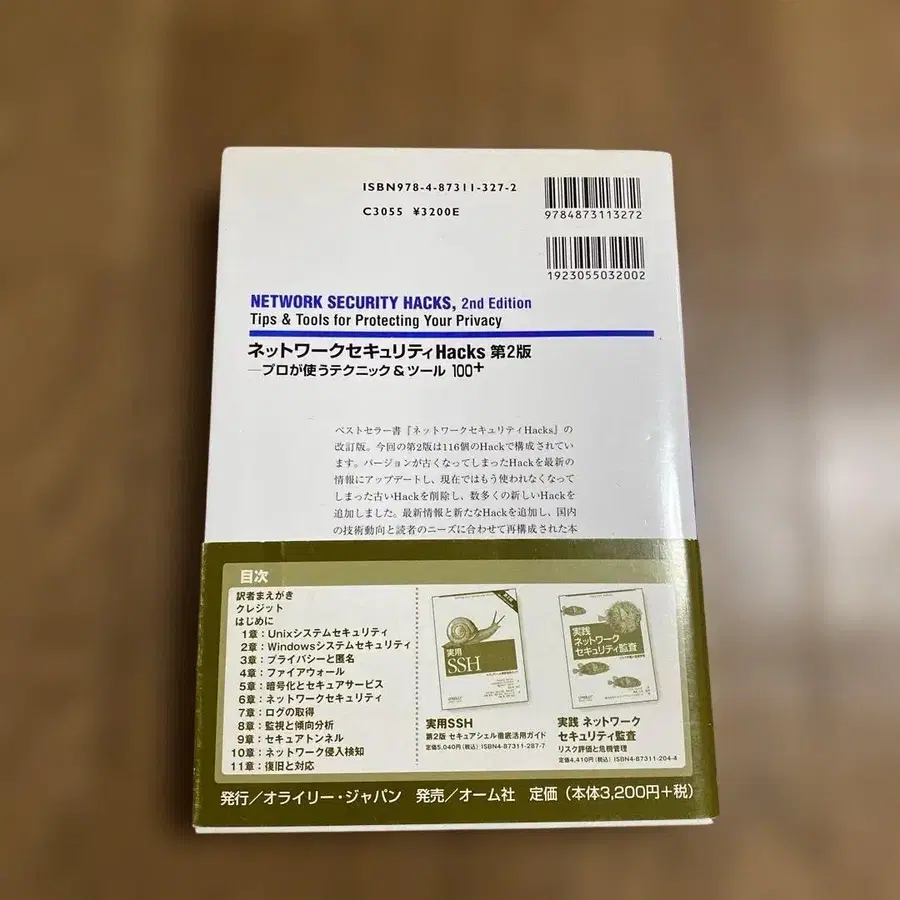 ISBN978-4-87311-327-2
C3055 ¥3200E
9784873113272
1923055032002
NETWORK SECURITY HACKS, 2nd Edition
Tips & Tools for Protecting Your Privacy
ネットワークセキュリティHacks 第2版
―プロが使うテクニック&ツール 100+
ベストセラー書『ネットワークセキュリティHacks』の
改訂版。今回の第2版は116個のHackで構成されてい
ます。バージョンが古くなってしまったHackを最新の
情報にアップデートし、現在ではもう使われなくなって
しまった古いHackを削除し、数多くの新しいHackを
追加しました。最新情報と新たなHackを追加し、国内
の技術動向と読者のニーズに合わせて再構成された本
目次
訳者まえがき
クレジット
はじめに
1章:Unixシステムセキュリティ
2章:Windowsシステムセキュリティ
3章:プライバシーと匿名
4章:ファイアウォール
5章:暗号化とセキュアサービス
6章:ネットワークセキュリティ
7章:ログの取得
8章:監視と傾向分析
9章:セキュアトンネル
10章:ネットワーク侵入検知
11章:復旧と対応
実用
SSH
実用SSH
第2版 セキュアシェル徹底活用ガイド
定価5,040円(税込) ISBN4-87311-287-7
実践
ネットワーク
セキュリティ監査
実践 ネットワーク
セキュリティ監査
リスク評価と危機管理
定価4,410円(税込) ISBN4-87311-204-4
発行/オライリー・ジャパン 発売/オーム社 定価(本体3,200円+税)